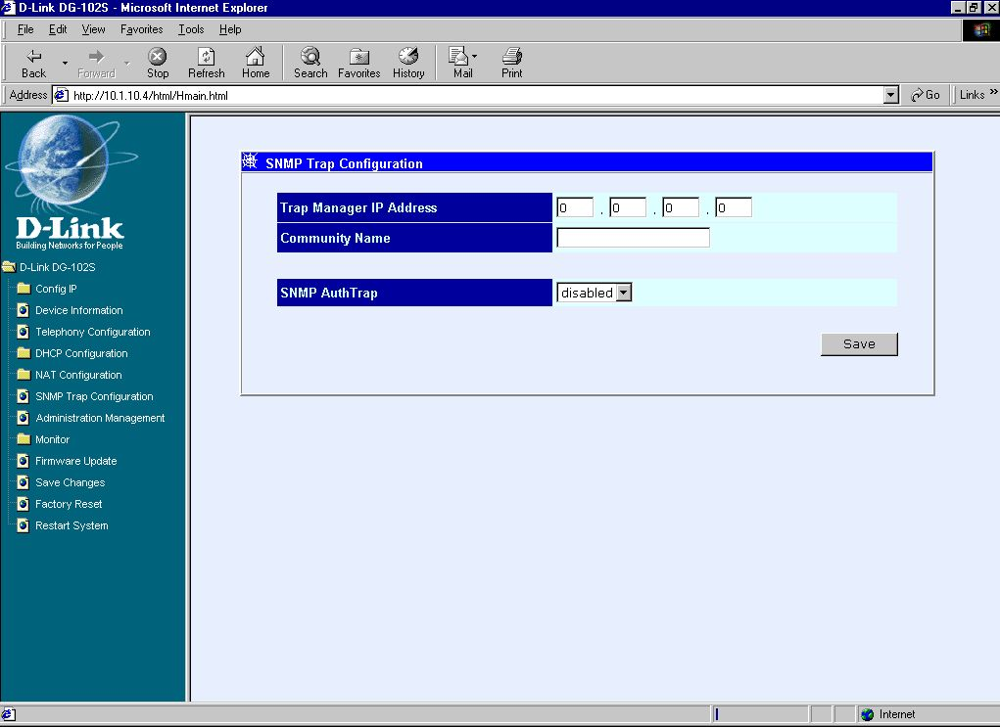 D-Link DG-102S - Microsoft Internet Explorer
File Edit View Favorites Tools Help
Back Forward Stop Refresh Home Search Favorites History Mail Print
Address http://10.1.10.4/html/Hmain.html Go Links »
D-Link
Building Networks for People
D-Link DG-102S
Config IP
Device Information
Telephony Configuration
DHCP Configuration
NAT Configuration
SNMP Trap Configuration
Administration Management
Monitor
Firmware Update
Save Changes
Factory Reset
Restart System
SNMP Trap Configuration
Trap Manager IP Address 0 . 0 . 0 . 0
Community Name
SNMP AuthTrap disabled
Save
Internet